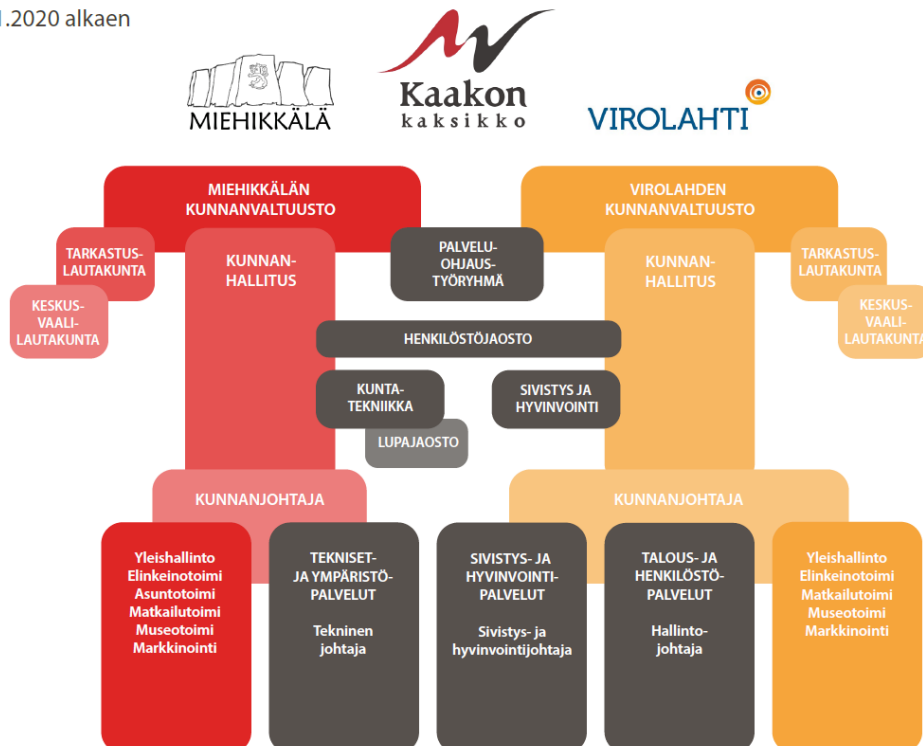 1.2020 alkaen
MIEHIKKÄLÄ
Kaakon
kaksikko
VIROLAHTI
MIEHIKKÄLÄN
KUNNANVALTUUSTO
VIROLAHDEN
KUNNANVALTUUSTO
TARKASTUS-
LAUTAKUNTA
KUNNAN-
HALLITUS
PALVELU-
OHJAUS-
TYÖRYHMÄ
KUNNAN-
HALLITUS
TARKASTUS-
LAUTAKUNTA
KESKUS-
VAALI-
LAUTAKUNTA
KESKUS-
VAALI-
LAUTAKUNTA
HENKILÖSTÖJAOSTO
KUNTA-
TEKNIIKKA
SIVISTYS JA
HYVINVOINTI
LUPAJAOSTO
KUNNANJOHTAJA
KUNNANJOHTAJA
Yleishallinto
Elinkeinotoimi
Asuntotoimi
Matkailutoimi
Museotoimi
Markkinointi
TEKNISET-
JA YMPÄRISTÖ-
PALVELUT
Tekninen
johtaja
SIVISTYS- JA
HYVINVOINTI-
PALVELUT
Sivistys- ja
hyvinvointijohtaja
TALOUS- JA
HENKILÖSTÖ-
PALVELUT
Hallinto-
johtaja
Yleishallinto
Elinkeinotoimi
Matkailutoimi
Museotoimi
Markkinointi